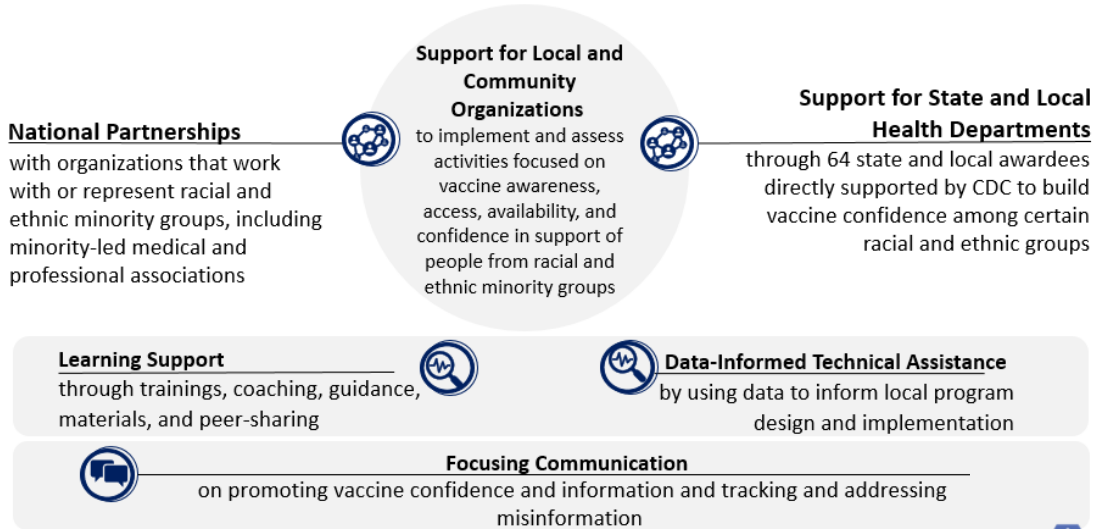 Support for Local and
Community
Organizations
to implement and assess
activities focused on
vaccine awareness,
access, availability, and
confidence in support of
people from racial and
ethnic minority groups
National Partnerships
with organizations that work
with or represent racial and
ethnic minority groups, including
minority-led medical and
professional associations
Support for State and Local
Health Departments
through 64 state and local awardees
directly supported by CDC to build
vaccine confidence among certain
racial and ethnic groups
Learning Support
through trainings, coaching, guidance,
materials, and peer-sharing
Data-Informed Technical Assistance
by using data to inform local program
design and implementation
Focusing Communication
on promoting vaccine confidence and information and tracking and addressing
misinformation